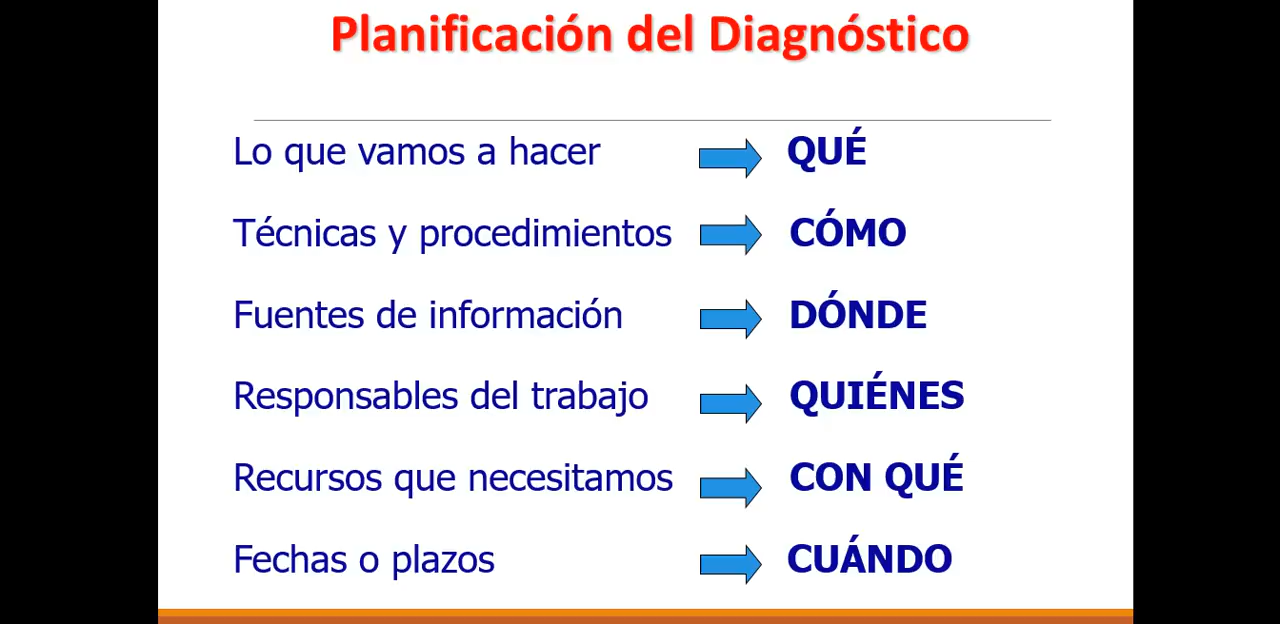 Planificación del Diagnóstico
Lo que vamos a hacer QUÉ
Técnicas y procedimientos CÓMO
Fuentes de información DÓNDE
Responsables del trabajo QUIÉNES
Recursos que necesitamos CON QUÉ
Fechas o plazos CUÁNDO